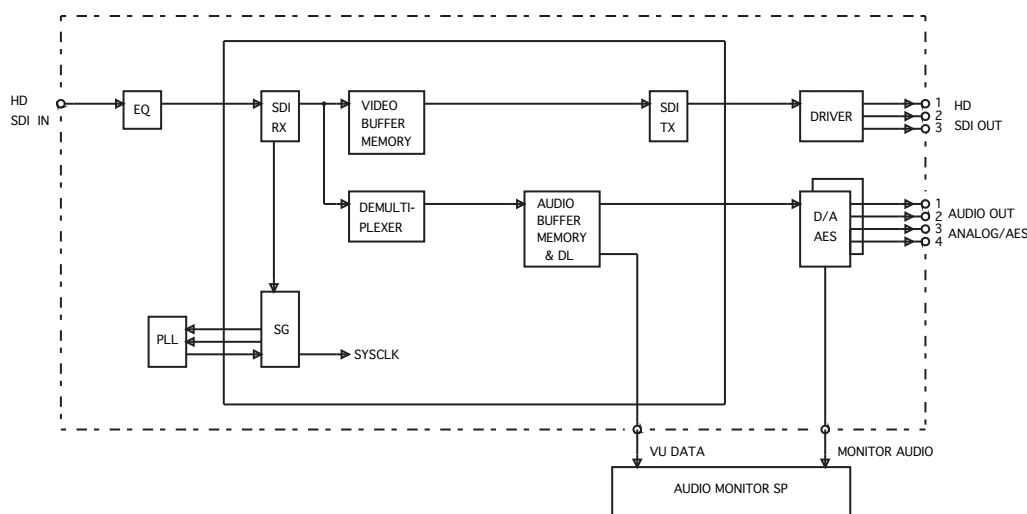 HD
SDI IN
EQ
SDI
RX
VIDEO
BUFFER
MEMORY
SDI
TX
DRIVER
1
2
3
HD
SDI OUT
DEMULTI-
PLEXER
AUDIO
BUFFER
MEMORY
& DL
D/A
AES
1
2
3
4
AUDIO OUT
ANALOG/AES
PLL
SG
SYSCLK
VU DATA
MONITOR AUDIO
AUDIO MONITOR SP